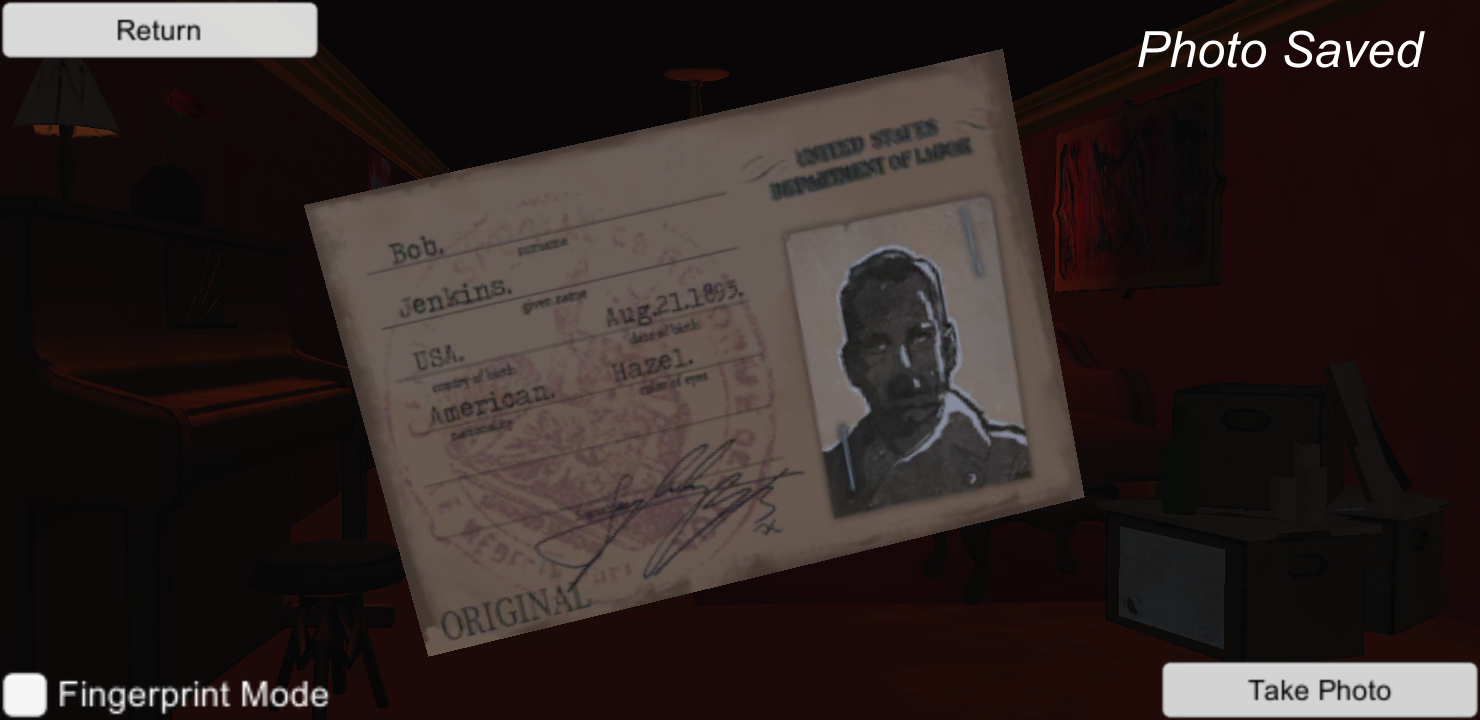 Return
Photo Saved
UNITED STATES
DEPARTMENT OF LABOR
Bob.
surname
Jenkins.
given name
Aug.21.1895.
date of birth
USA.
country of birth
Hazel.
color of eyes
American.
nationality
ORIGINAL
Fingerprint Mode
Take Photo